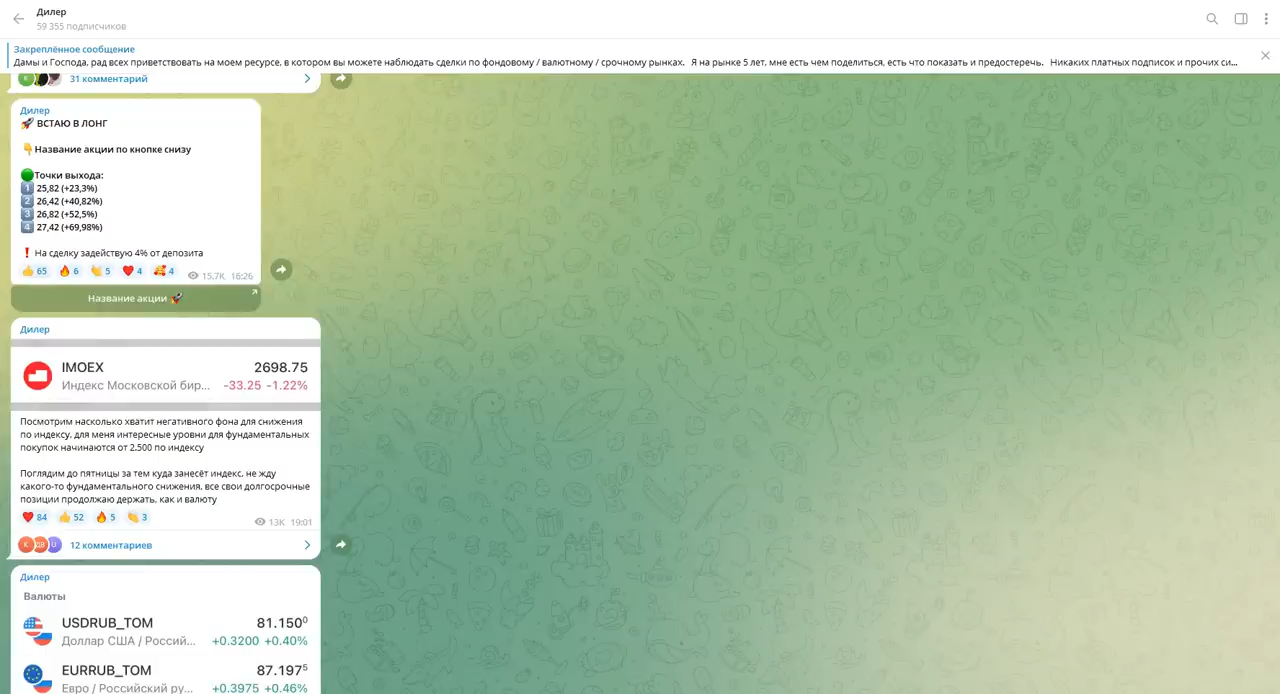 Дилер
59 355 подписчиков
Закреплённое сообщение
Дамы и Господа, рад всех приветствовать на моем ресурсе, в котором вы можете наблюдать сделки по фондовому / валютному / срочному рынках. Я на рынке 5 лет, мне есть чем поделиться, есть что показать и предостеречь. Никаких платных подписок и прочих си...
31 комментарий
Дилер
🚀 ВСТАЮ В ЛОНГ
👇Название акции по кнопке снизу
🟢Точки выхода:
1 25,82 (+23,3%)
2 26,42 (+40,82%)
3 26,82 (+52,5%)
4 27,42 (+69,98%)
❗ На сделку задействую 4% от депозита
👍 65 🔥 6 👏 5 ❤️ 4 🥰 4 15,7K 16:26
Название акции 🚀
Дилер
IMOEX 2698.75
Индекс Московской бир... -33.25 -1.22%
Посмотрим насколько хватит негативного фона для снижения
по индексу, для меня интересные уровни для фундаментальных
покупок начинаются от 2.500 по индексу
Поглядим до пятницы за тем куда занесёт индекс, не жду
какого-то фундаментального снижения, все свои долгосрочные
позиции продолжаю держать, как и валюту
❤️ 84 👍 52 🔥 5 👏 3 13K 19:01
К ДВ U 12 комментариев
Дилер
Валюты
USDRUB_TOM 81.150⁰
Доллар США / Россий... +0.3200 +0.40%
EURRUB_TOM 87.197⁵
Евро / Российский ру... +0.3975 +0.46%